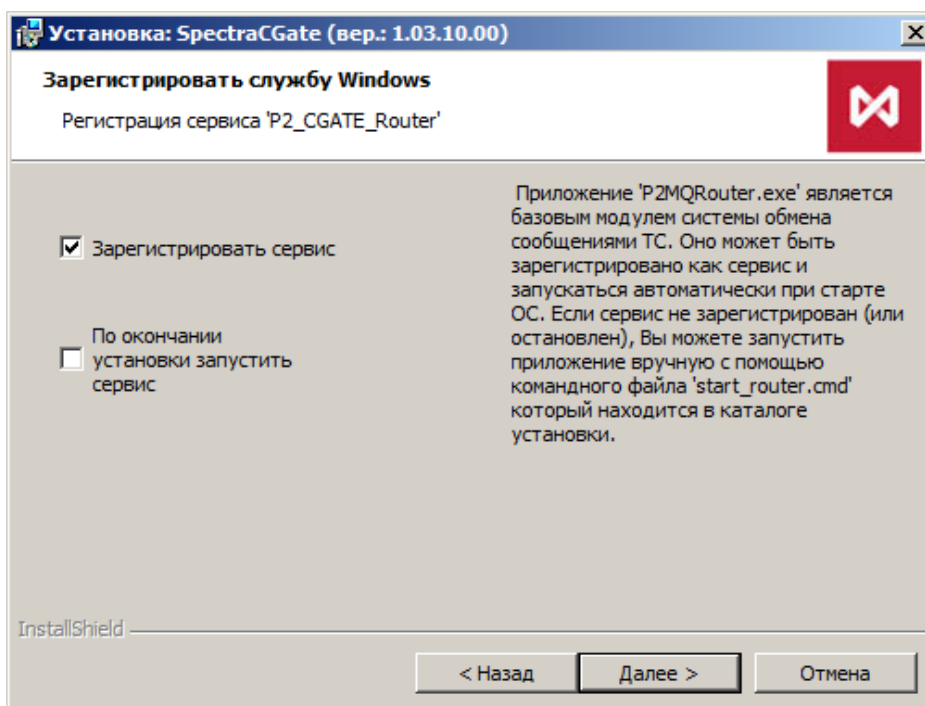 Установка: SpectraCGate (вер.: 1.03.10.00)
Зарегистрировать службу Windows
Регистрация сервиса 'P2_CGATE_Router'
Зарегистрировать сервис
По окончании
установки запустить
сервис
Приложение 'P2MQRouter.exe' является
базовым модулем системы обмена
сообщениями ТС. Оно может быть
зарегистрировано как сервис и
запускаться автоматически при старте
ОС. Если сервис не зарегистрирован (или
остановлен), Вы можете запустить
приложение вручную с помощью
командного файла 'start_router.cmd'
который находится в каталоге
установки.
InstallShield
< Назад
Далее >
Отмена